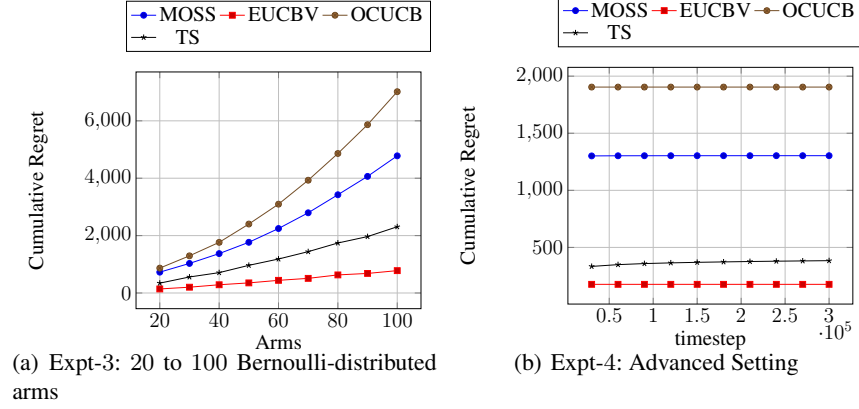 MOSS EUCBV OCUCB
TS
Cumulative Regret
6,000
4,000
2,000
0
20 40 60 80 100
Arms
(a) Expt-3: 20 to 100 Bernoulli-distributed
arms
MOSS EUCBV OCUCB
TS
Cumulative Regret
2,000
1,500
1,000
500
0.5 1 1.5 2 2.5 3
·10⁵
timestep
(b) Expt-4: Advanced Setting